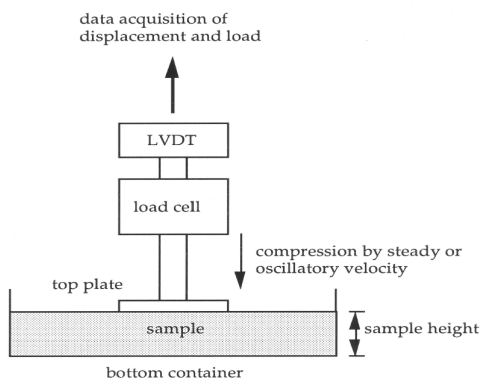 data acquisition of
displacement and load
LVDT
load cell
compression by steady or
oscillatory velocity
top plate
sample
sample height
bottom container